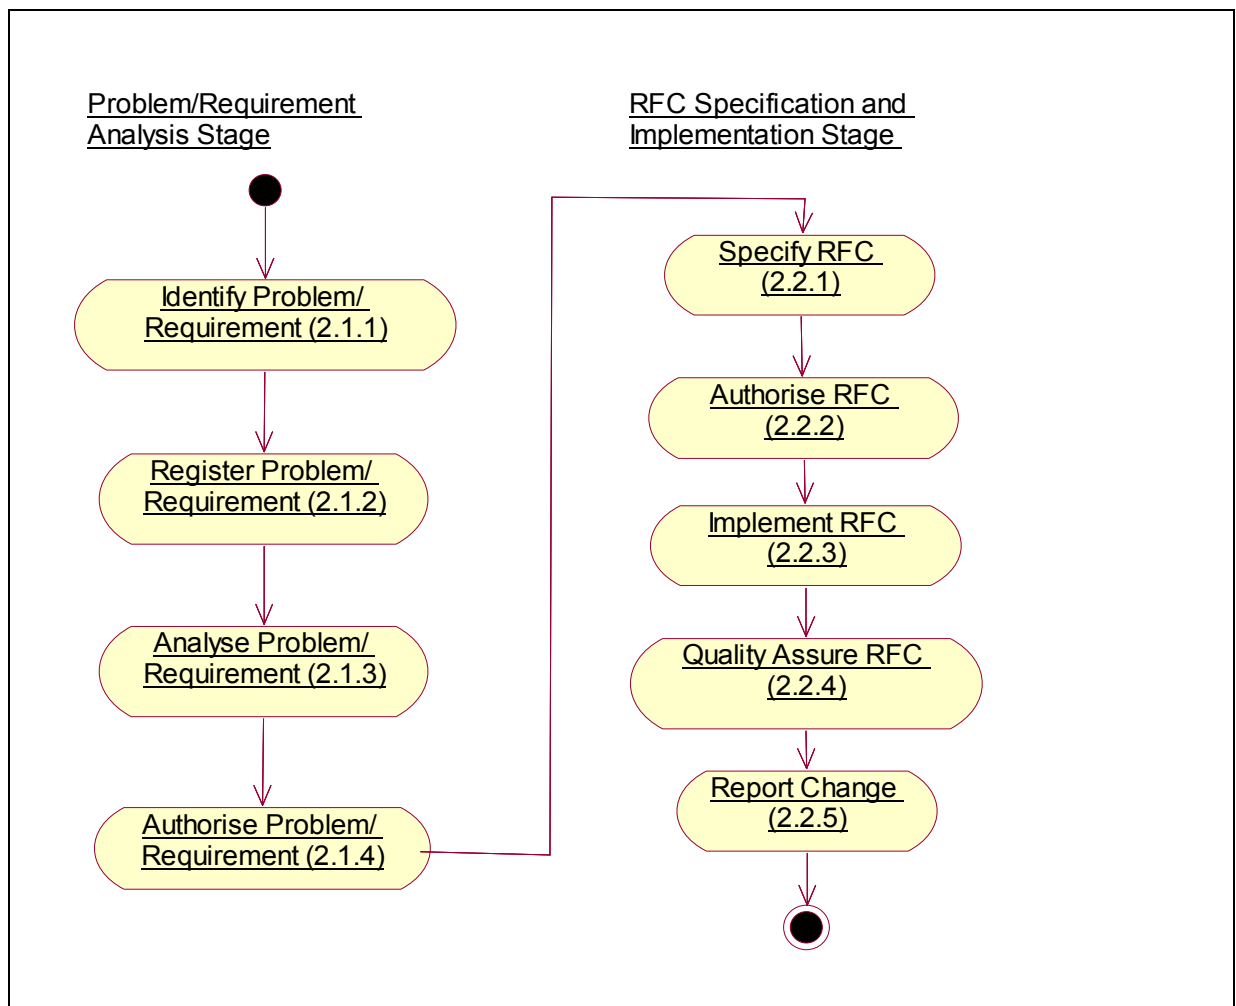 Problem/Requirement
Analysis Stage
Identify Problem/
Requirement (2.1.1)
Register Problem/
Requirement (2.1.2)
Analyse Problem/
Requirement (2.1.3)
Authorise Problem/
Requirement (2.1.4)
RFC Specification and
Implementation Stage
Specify RFC
(2.2.1)
Authorise RFC
(2.2.2)
Implement RFC
(2.2.3)
Quality Assure RFC
(2.2.4)
Report Change
(2.2.5)